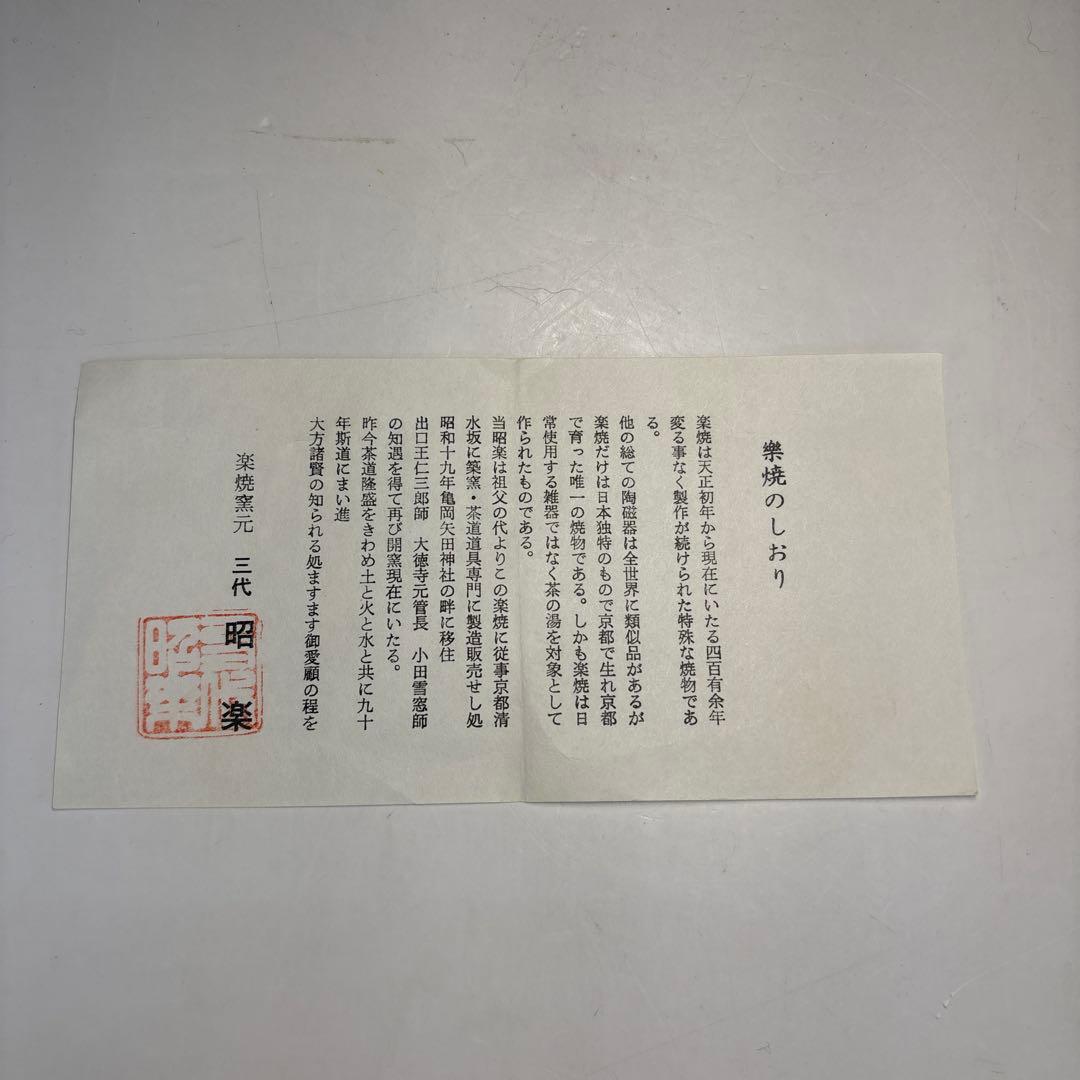 樂焼のしおり
楽焼は天正初年から現在にいたる四百有余年
変る事なく製作が続けられた特殊な焼物であ
る。
他の総ての陶磁器は全世界に類似品があるが
楽焼だけは日本独特のもので京都で生れ京都
で育った唯一の焼物である。しかも楽焼は日
常使用する雑器ではなく茶の湯を対象として
作られたものである。
当昭楽は祖父の代よりこの楽焼に従事京都清
水坂に築窯・茶道道具専門に製造販売せし処
昭和十九年亀岡矢田神社の畔に移住
出口王仁三郎師　大徳寺元管長　小田雪窓師
の知遇を得て再び開窯現在にいたる。
昨今茶道隆盛をきわめ土と火と水と共に九十
年斯道にまい進
大方諸賢の知られる処ますます御愛顧の程を
楽焼窯元　三代　昭楽